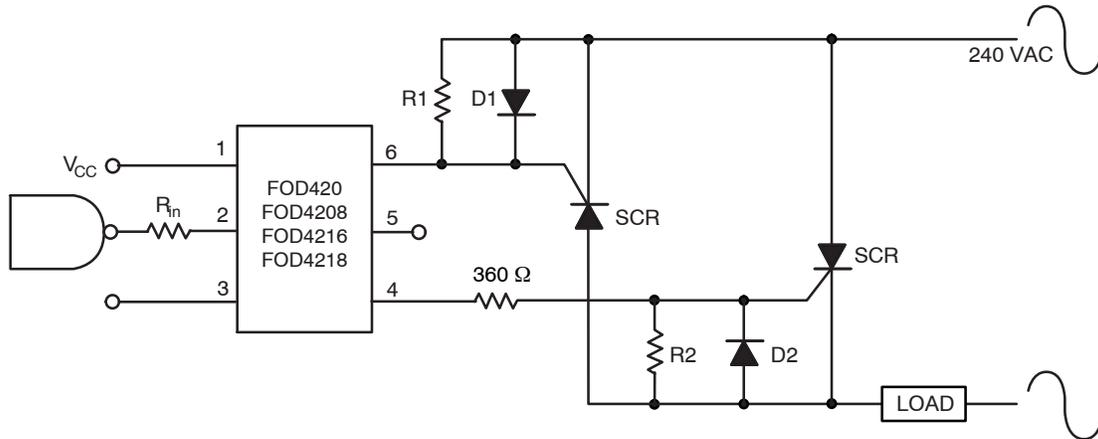 240 VAC
R1
D1
1
6
V_CC
FOD420
FOD4208
FOD4216
FOD4218
R_in
2
5
SCR
SCR
3
4
360 Ω
R2
D2
LOAD